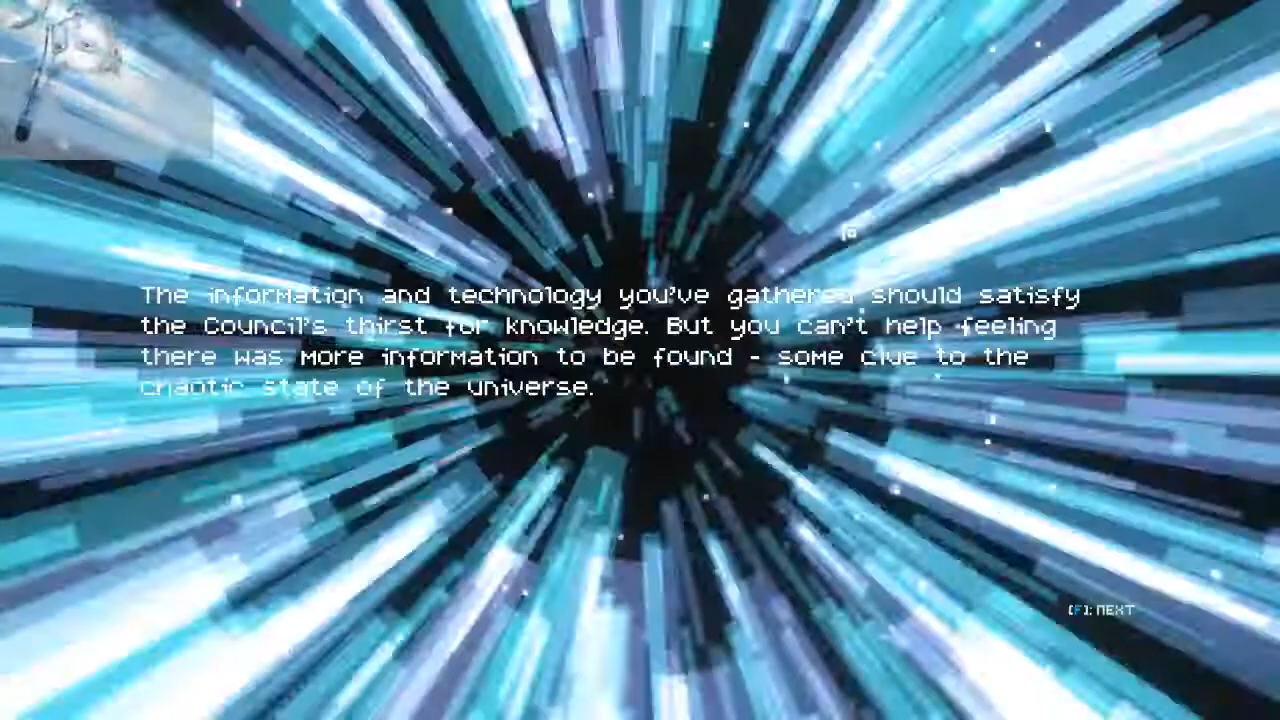 The information and technology you've gathered should satisfy
the Council's thirst for knowledge. But you can't help feeling
there was more information to be found - some clue to the
chaotic state of the universe.
[F]: NEXT